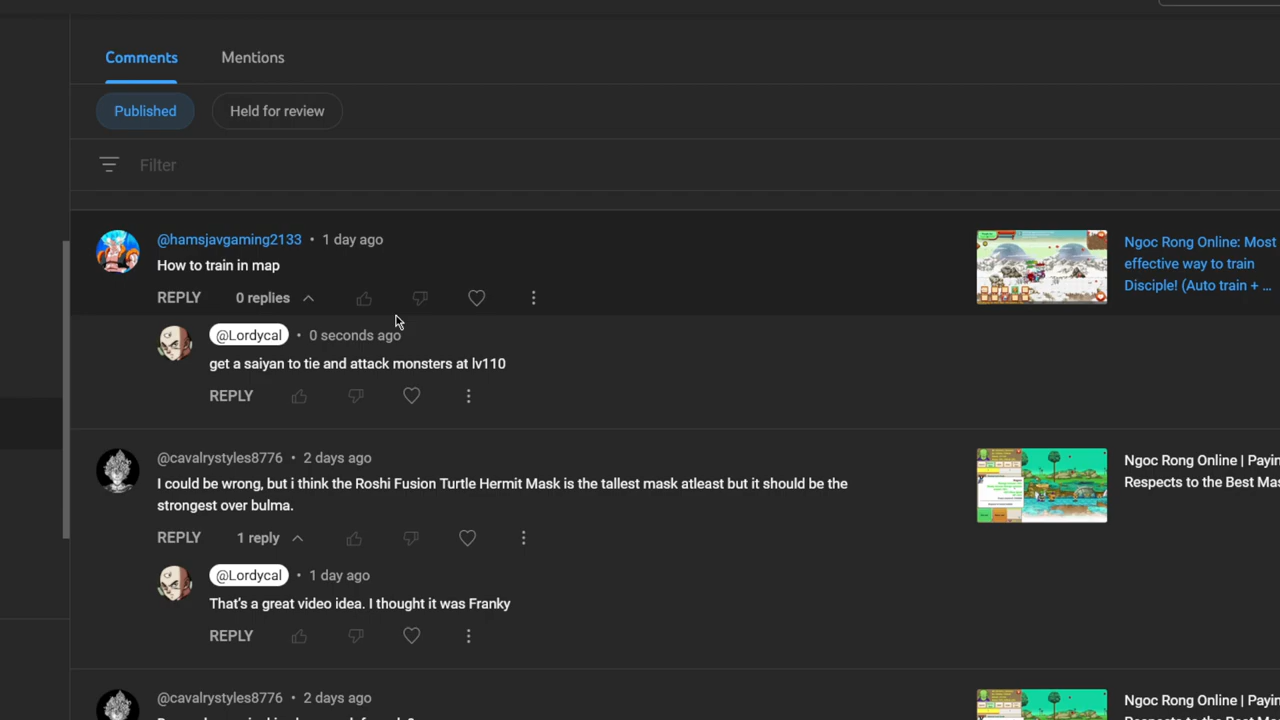 Comments
Mentions
Published
Held for review
Filter
@hamsjavgaming2133 • 1 day ago
How to train in map
REPLY 0 replies
Ngoc Rong Online: Most
effective way to train
Disciple! (Auto train + ...
@Lordycal • 0 seconds ago
get a saiyan to tie and attack monsters at lv110
REPLY
@cavalrystyles8776 • 2 days ago
I could be wrong, but i think the Roshi Fusion Turtle Hermit Mask is the tallest mask atleast but it should be the
strongest over bulma.
REPLY 1 reply
Ngoc Rong Online | Payin
Respects to the Best Mas
@Lordycal • 1 day ago
That's a great video idea. I thought it was Franky
REPLY
@cavalrystyles8776 • 2 days ago
Ngoc Rong Online | Payin